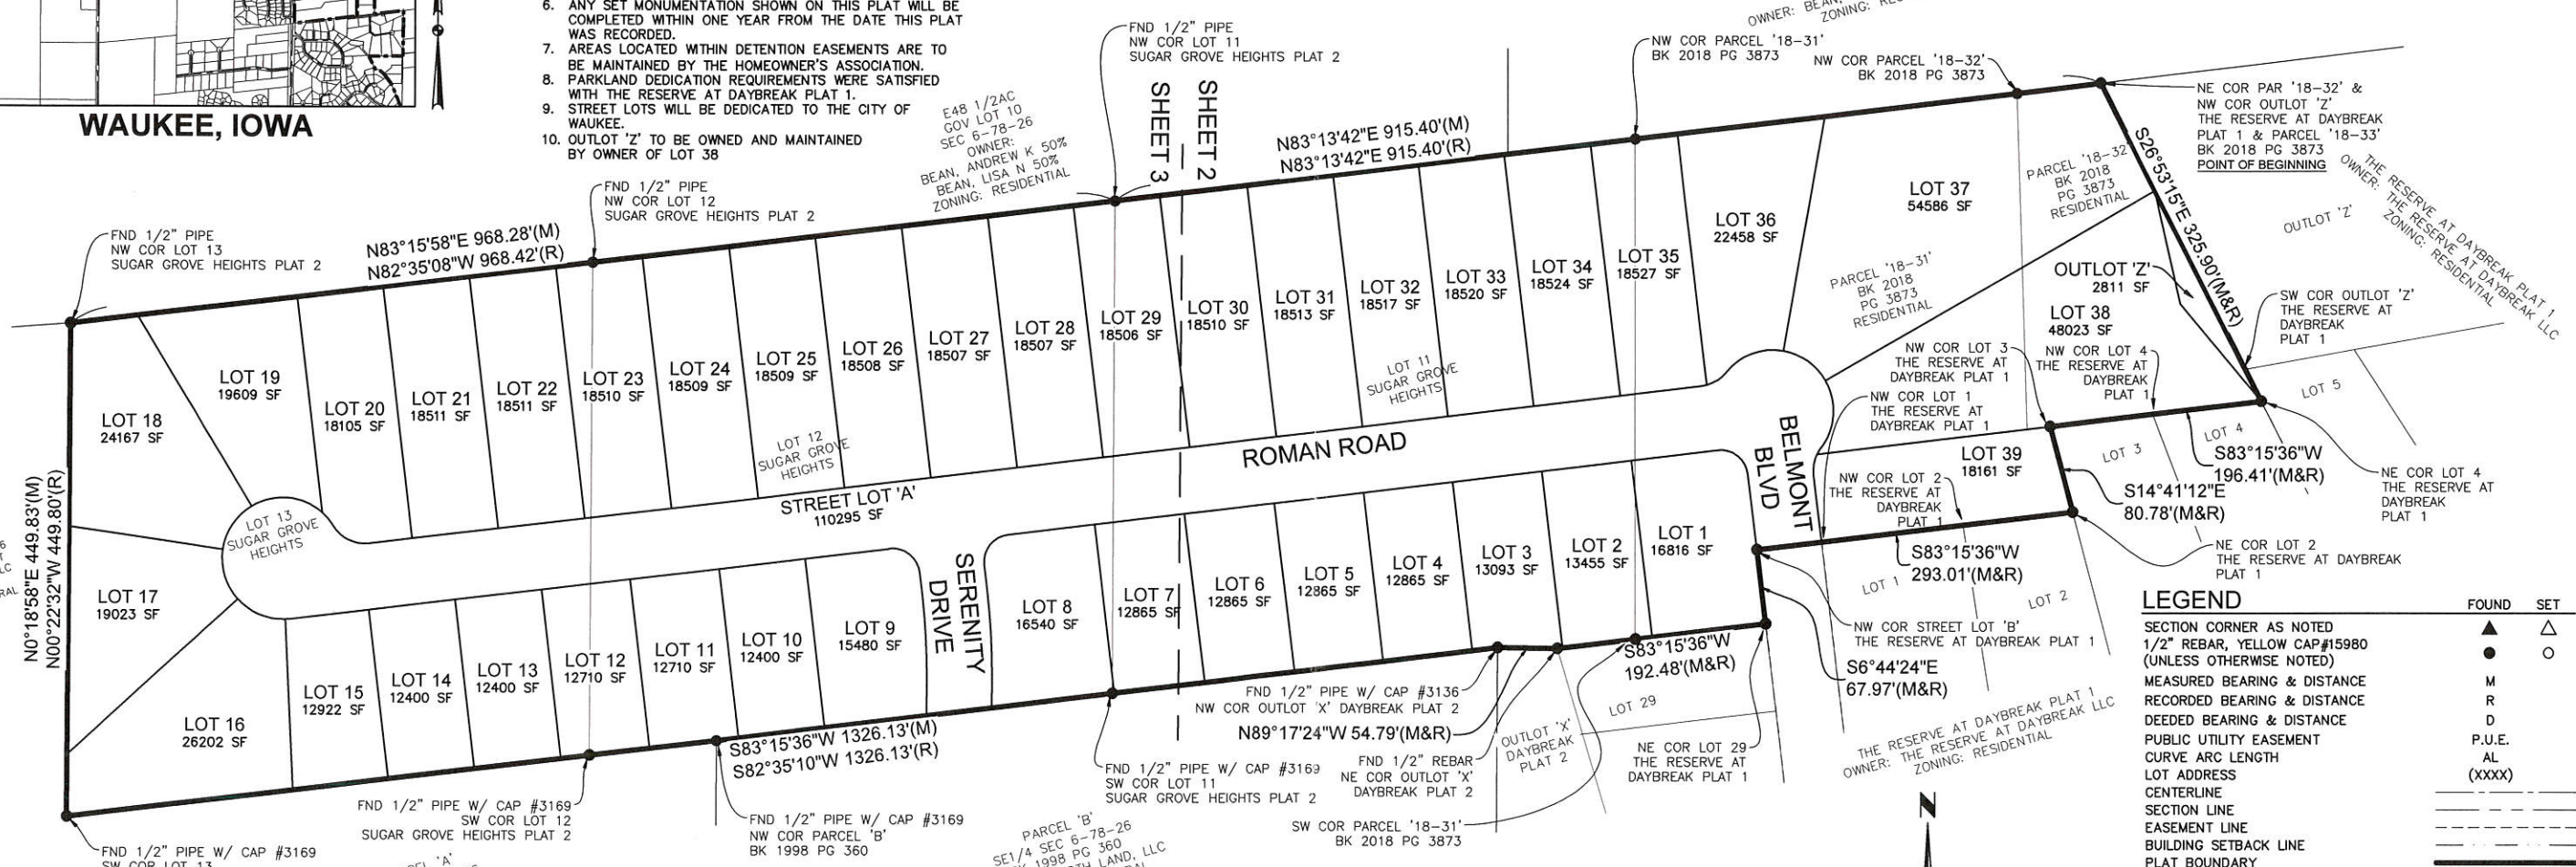 WAUKEE, IOWA
6. ANY SET MONUMENTATION SHOWN ON THIS PLAT WILL BE
COMPLETED WITHIN ONE YEAR FROM THE DATE THIS PLAT
WAS RECORDED.
7. AREAS LOCATED WITHIN DETENTION EASEMENTS ARE TO
BE MAINTAINED BY THE HOMEOWNER'S ASSOCIATION.
8. PARKLAND DEDICATION REQUIREMENTS WERE SATISFIED
WITH THE RESERVE AT DAYBREAK PLAT 1.
9. STREET LOTS WILL BE DEDICATED TO THE CITY OF
WAUKEE.
10. OUTLOT 'Z' TO BE OWNED AND MAINTAINED
BY OWNER OF LOT 38
E48 1/2AC
GOV LOT 10
SEC 6-78-26
OWNER:
BEAN, ANDREW K 50%
BEAN, LISA N 50%
ZONING: RESIDENTIAL
FND 1/2" PIPE
NW COR LOT 11
SUGAR GROVE HEIGHTS PLAT 2
SHEET 3
SHEET 2
N83°13'42"E 915.40'(M)
N83°13'42"E 915.40'(R)
NW COR PARCEL '18-31'
BK 2018 PG 3873
NW COR PARCEL '18-32'
BK 2018 PG 3873
OWNER:
ZONING:
NE COR PAR '18-32' &
NW COR OUTLOT 'Z'
THE RESERVE AT DAYBREAK
PLAT 1 & PARCEL '18-33'
BK 2018 PG 3873
POINT OF BEGINNING
S26°53'15"E 325.90'(M&R)
THE RESERVE AT DAYBREAK PLAT 1
OWNER: THE RESERVE AT DAYBREAK LLC
ZONING: RESIDENTIAL
OUTLOT 'Z'
FND 1/2" PIPE
NW COR LOT 13
SUGAR GROVE HEIGHTS PLAT 2
N83°15'58"E 968.28'(M)
N82°35'08"W 968.42'(R)
FND 1/2" PIPE
NW COR LOT 12
SUGAR GROVE HEIGHTS PLAT 2
N0°18'58"E 449.83'(M)
N00°22'32"W 449.80'(R)
LOT 18
24167 SF
LOT 19
19609 SF
LOT 20
18105 SF
LOT 21
18511 SF
LOT 22
18511 SF
LOT 23
18510 SF
LOT 24
18509 SF
LOT 25
18509 SF
LOT 26
18508 SF
LOT 27
18507 SF
LOT 28
18507 SF
LOT 29
18506 SF
LOT 30
18510 SF
LOT 31
18513 SF
LOT 32
18517 SF
LOT 33
18520 SF
LOT 34
18524 SF
LOT 35
18527 SF
LOT 36
22458 SF
LOT 37
54586 SF
PARCEL '18-32'
BK 2018
PG 3873
RESIDENTIAL
PARCEL '18-31'
BK 2018
PG 3873
RESIDENTIAL
OUTLOT 'Z'
2811 SF
LOT 38
48023 SF
SW COR OUTLOT 'Z'
THE RESERVE AT
DAYBREAK
PLAT 1
LOT 5
NW COR LOT 3
THE RESERVE AT
DAYBREAK PLAT 1
NW COR LOT 4
THE RESERVE AT
DAYBREAK
PLAT 1
NW COR LOT 1
THE RESERVE AT
DAYBREAK PLAT 1
LOT 11
SUGAR GROVE
HEIGHTS
LOT 12
SUGAR GROVE
HEIGHTS
LOT 13
SUGAR GROVE
HEIGHTS
ROMAN ROAD
STREET LOT 'A'
110295 SF
BELMONT
BLVD
SERENITY
DRIVE
LOT 39
18161 SF
NW COR LOT 2
THE RESERVE AT
DAYBREAK
PLAT 1
LOT 3
LOT 4
S83°15'36"W
196.41'(M&R)
S14°41'12"E
80.78'(M&R)
NE COR LOT 4
THE RESERVE AT
DAYBREAK
PLAT 1
S83°15'36"W
293.01'(M&R)
NE COR LOT 2
THE RESERVE AT DAYBREAK
PLAT 1
LOT 1
LOT 2
LOT 17
19023 SF
LOT 16
26202 SF
LOT 15
12922 SF
LOT 14
12400 SF
LOT 13
12400 SF
LOT 12
12710 SF
LOT 11
12710 SF
LOT 10
12400 SF
LOT 9
15480 SF
LOT 8
16540 SF
LOT 7
12865 SF
LOT 6
12865 SF
LOT 5
12865 SF
LOT 4
12865 SF
LOT 3
13093 SF
LOT 2
13455 SF
LOT 1
16816 SF
NW COR STREET LOT 'B'
THE RESERVE AT DAYBREAK PLAT 1
S6°44'24"E
67.97'(M&R)
S83°15'36"W
192.48'(M&R)
FND 1/2" PIPE W/ CAP #3136
NW COR OUTLOT 'X' DAYBREAK PLAT 2
N89°17'24"W 54.79'(M&R)
FND 1/2" REBAR
NE COR OUTLOT 'X'
DAYBREAK PLAT 2
OUTLOT 'X'
DAYBREAK
PLAT 2
LOT 29
NE COR LOT 29
THE RESERVE AT
DAYBREAK PLAT 1
THE RESERVE AT DAYBREAK PLAT 1
OWNER: THE RESERVE AT DAYBREAK LLC
ZONING: RESIDENTIAL
SW COR PARCEL '18-31'
BK 2018 PG 3873
S83°15'36"W 1326.13'(M)
S82°35'10"W 1326.13'(R)
FND 1/2" PIPE W/ CAP #3169
SW COR LOT 11
SUGAR GROVE HEIGHTS PLAT 2
FND 1/2" PIPE W/ CAP #3169
SW COR LOT 12
SUGAR GROVE HEIGHTS PLAT 2
FND 1/2" PIPE W/ CAP #3169
NW COR PARCEL 'B'
BK 1998 PG 360
PARCEL 'B'
SE1/4 SEC 6-78-26
1998 PG 360
LAND, LLC
FND 1/2" PIPE W/ CAP #3169
SW COR LOT 13
'A'
N
LEGEND
FOUND SET
SECTION CORNER AS NOTED
1/2" REBAR, YELLOW CAP#15980
(UNLESS OTHERWISE NOTED)
MEASURED BEARING & DISTANCE M
RECORDED BEARING & DISTANCE R
DEEDED BEARING & DISTANCE D
PUBLIC UTILITY EASEMENT P.U.E.
CURVE ARC LENGTH AL
LOT ADDRESS (XXXX)
CENTERLINE
SECTION LINE
EASEMENT LINE
BUILDING SETBACK LINE
PLAT BOUNDARY